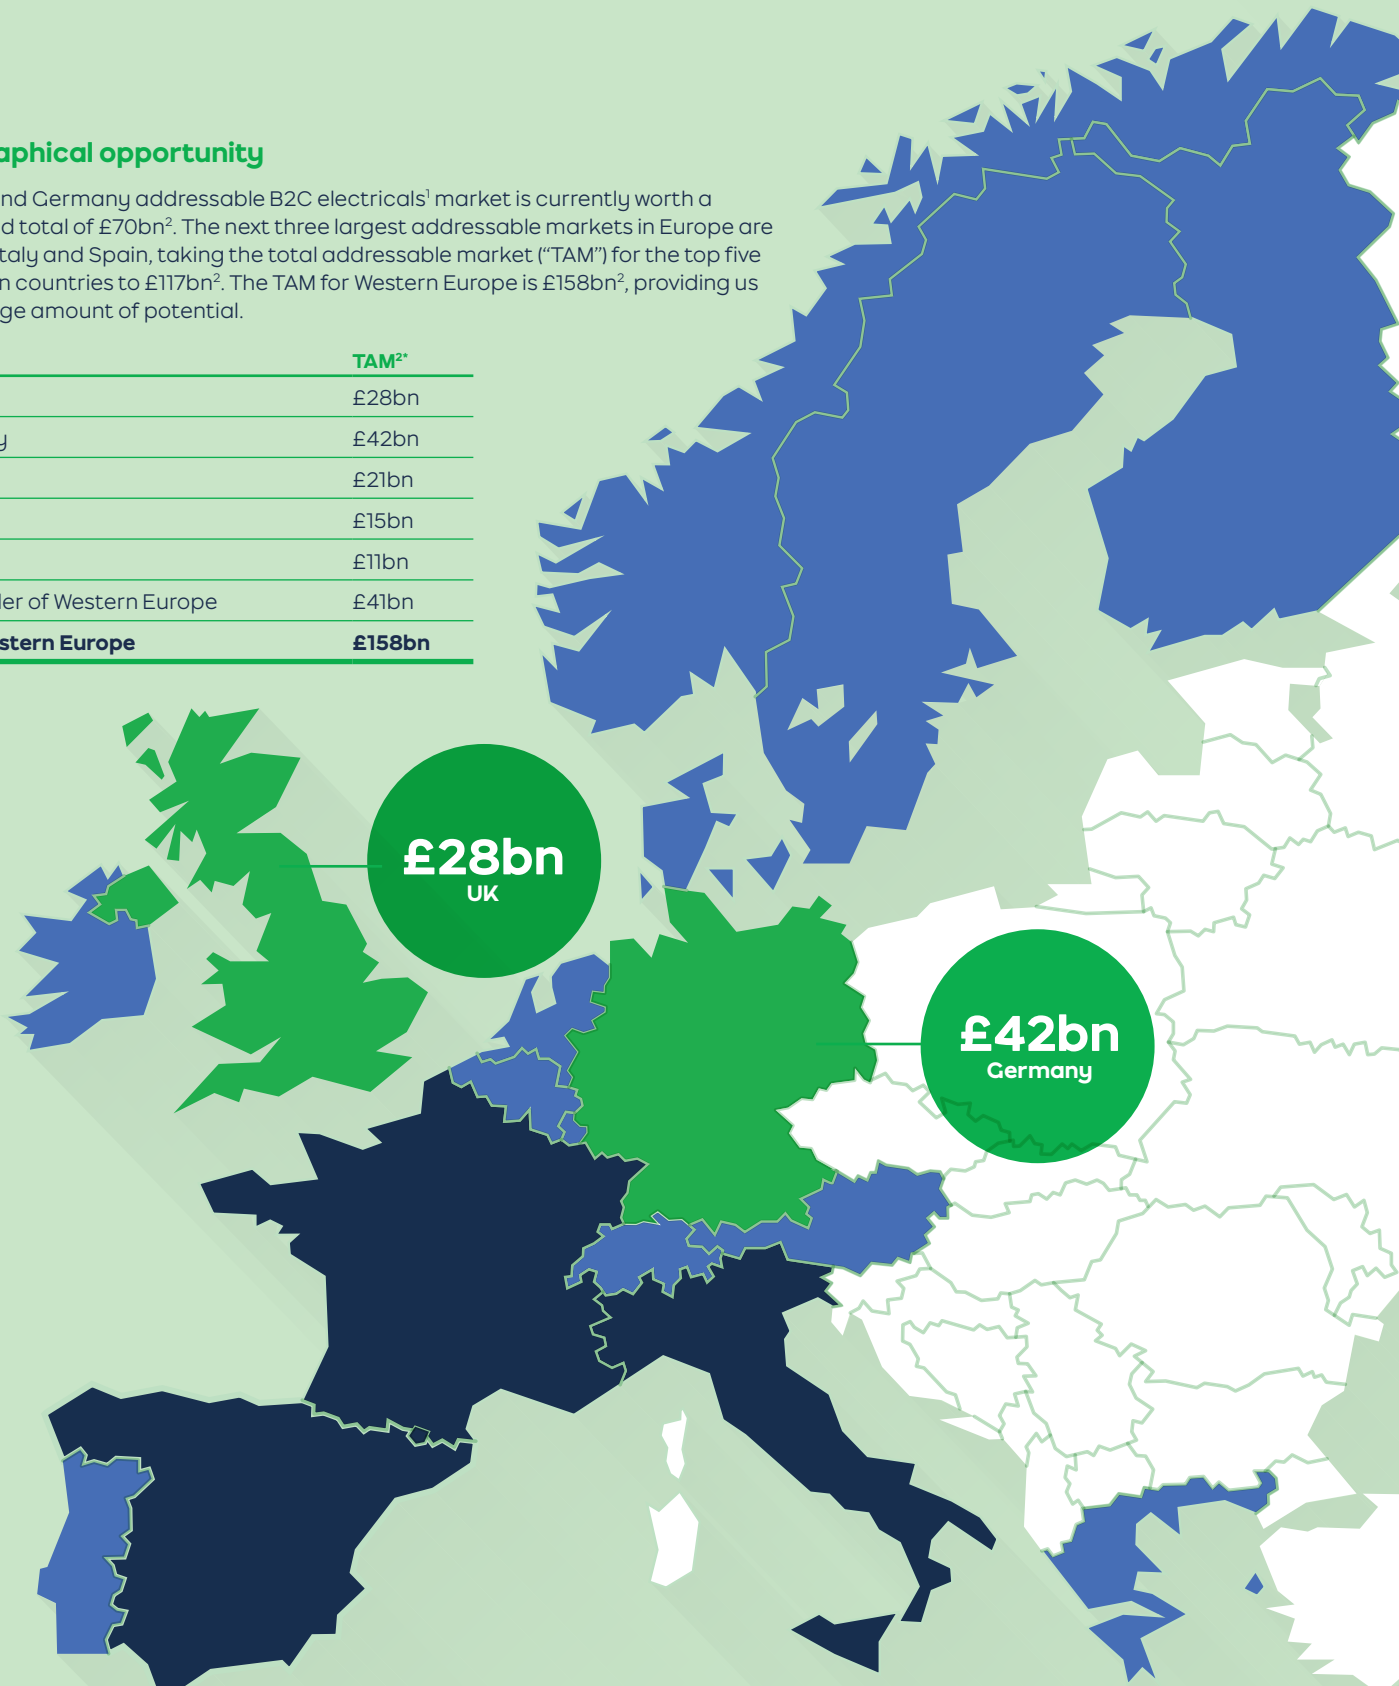 aphical opportunity
nd Germany addressable B2C electricals¹ market is currently worth a
d total of £70bn². The next three largest addressable markets in Europe are
taly and Spain, taking the total addressable market (“TAM”) for the top five
n countries to £117bn². The TAM for Western Europe is £158bn², providing us
ge amount of potential.
TAM²*
£28bn
y £42bn
£21bn
£15bn
£11bn
er of Western Europe £41bn
stern Europe £158bn
£28bn
UK
£42bn
Germany